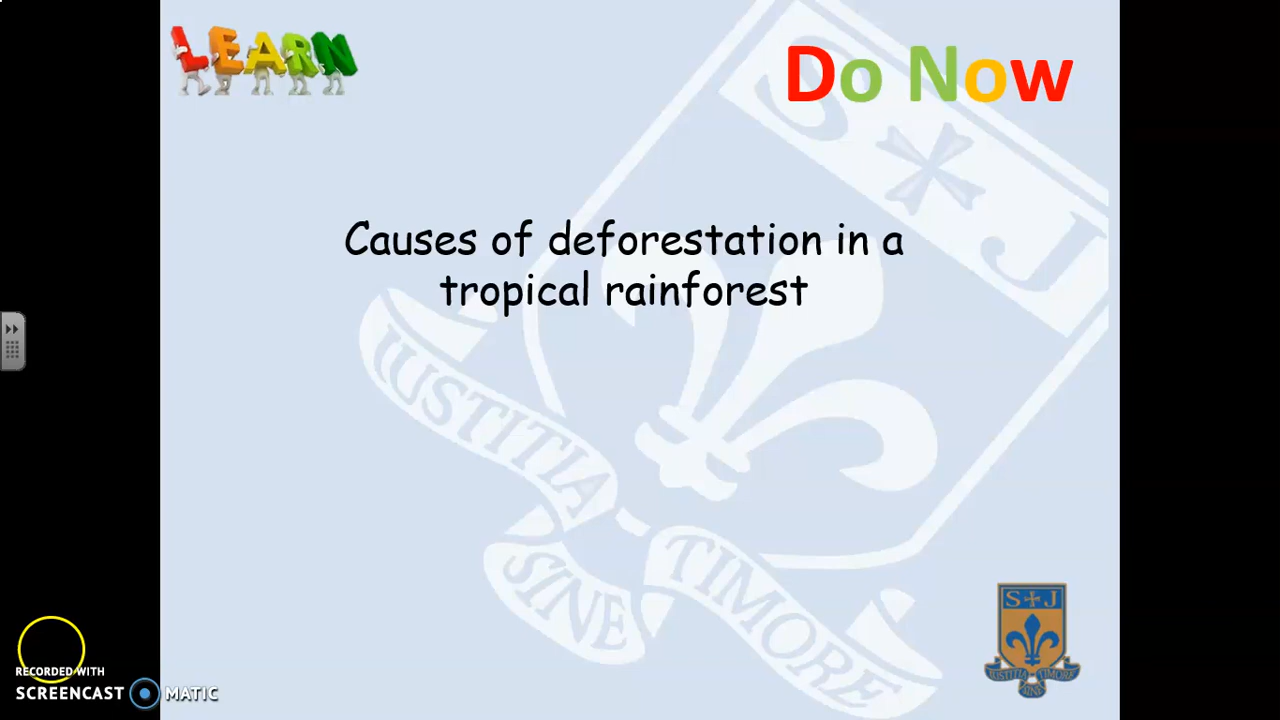 LEARN
Do Now
S J
Causes of deforestation in a
tropical rainforest
IUSTITIA
SINE
TIMORE
S J
IUSTITIA
SINE
TIMORE
RECORDED WITH
SCREENCAST MATIC